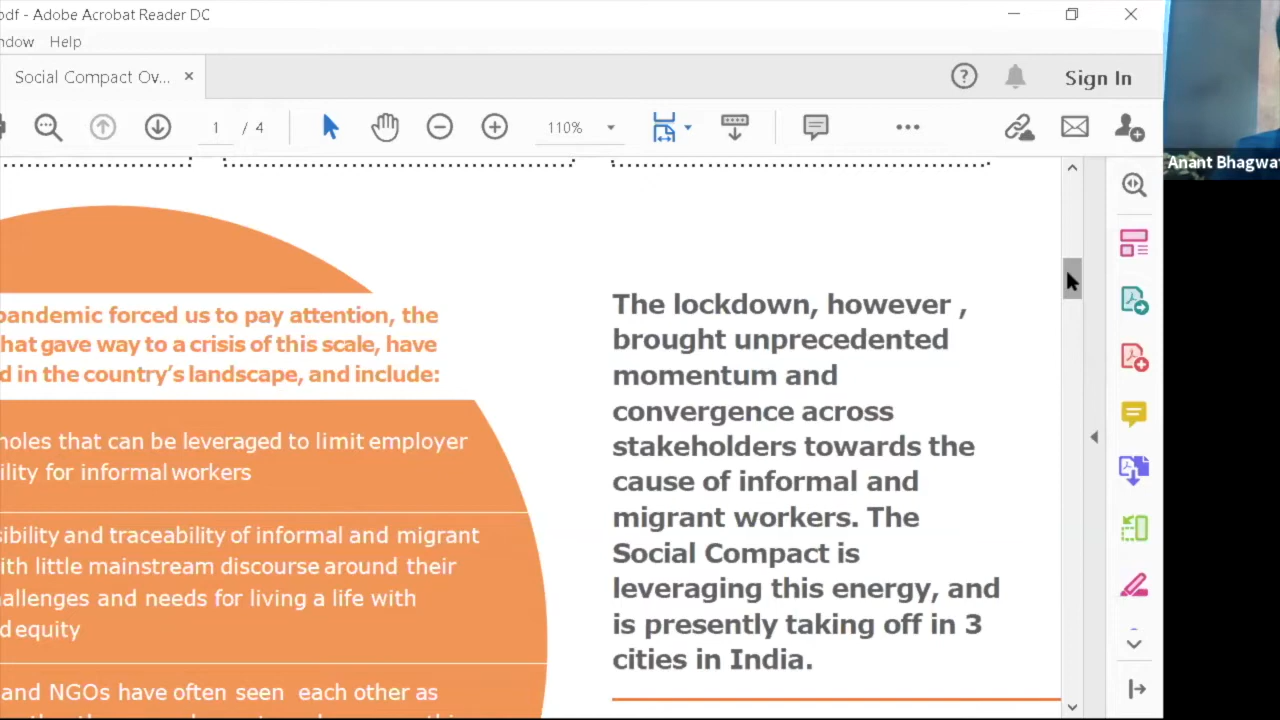 odf - Adobe Acrobat Reader DC
ndow Help
Social Compact Ov...
Sign In
1 / 4
110%
Anant Bhagwat
pandemic forced us to pay attention, the
hat gave way to a crisis of this scale, have
d in the country's landscape, and include:
holes that can be leveraged to limit employer
ility for informal workers
sibility and traceability of informal and migrant
ith little mainstream discourse around their
hallenges and needs for living a life with
d equity
and NGOs have often seen each other as
The lockdown, however ,
brought unprecedented
momentum and
convergence across
stakeholders towards the
cause of informal and
migrant workers. The
Social Compact is
leveraging this energy, and
is presently taking off in 3
cities in India.